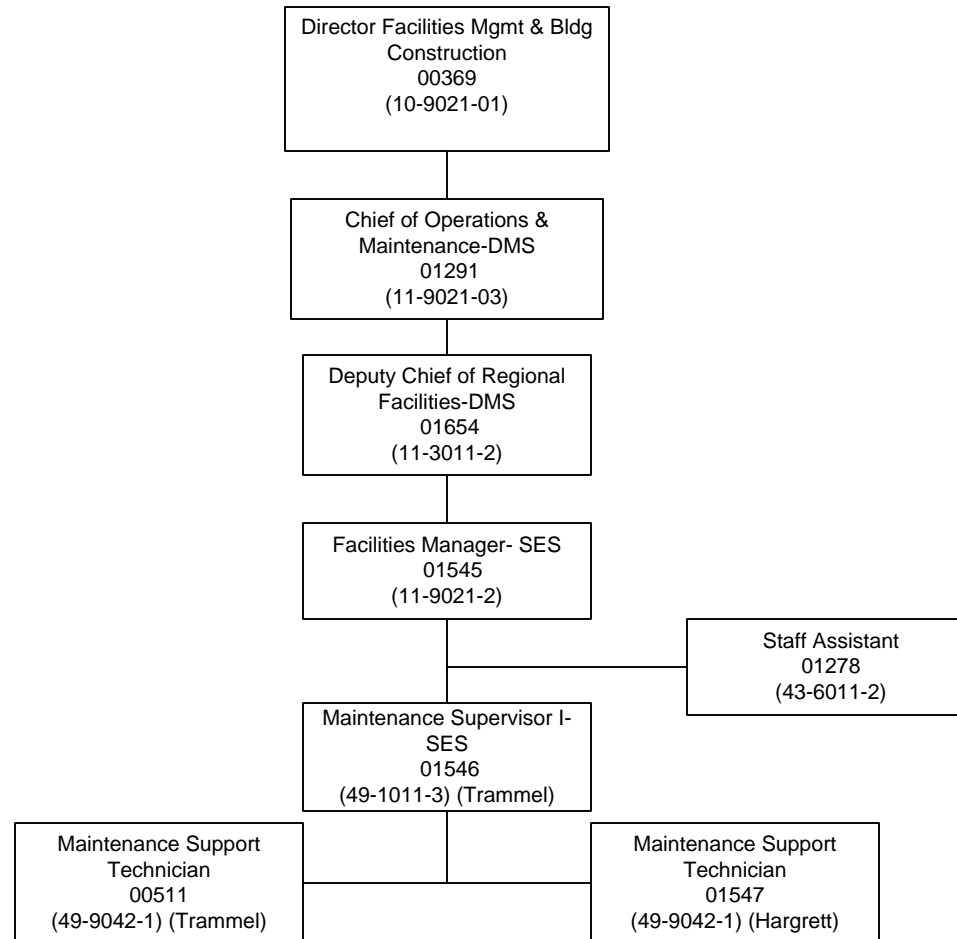 Director Facilities Mgmt & Bldg
Construction
00369
(10-9021-01)
Chief of Operations &
Maintenance-DMS
01291
(11-9021-03)
Deputy Chief of Regional
Facilities-DMS
01654
(11-3011-2)
Facilities Manager- SES
01545
(11-9021-2)
Staff Assistant
01278
(43-6011-2)
Maintenance Supervisor I-
SES
01546
(49-1011-3) (Trammel)
Maintenance Support
Technician
00511
(49-9042-1) (Trammel)
Maintenance Support
Technician
01547
(49-9042-1) (Hargrett)